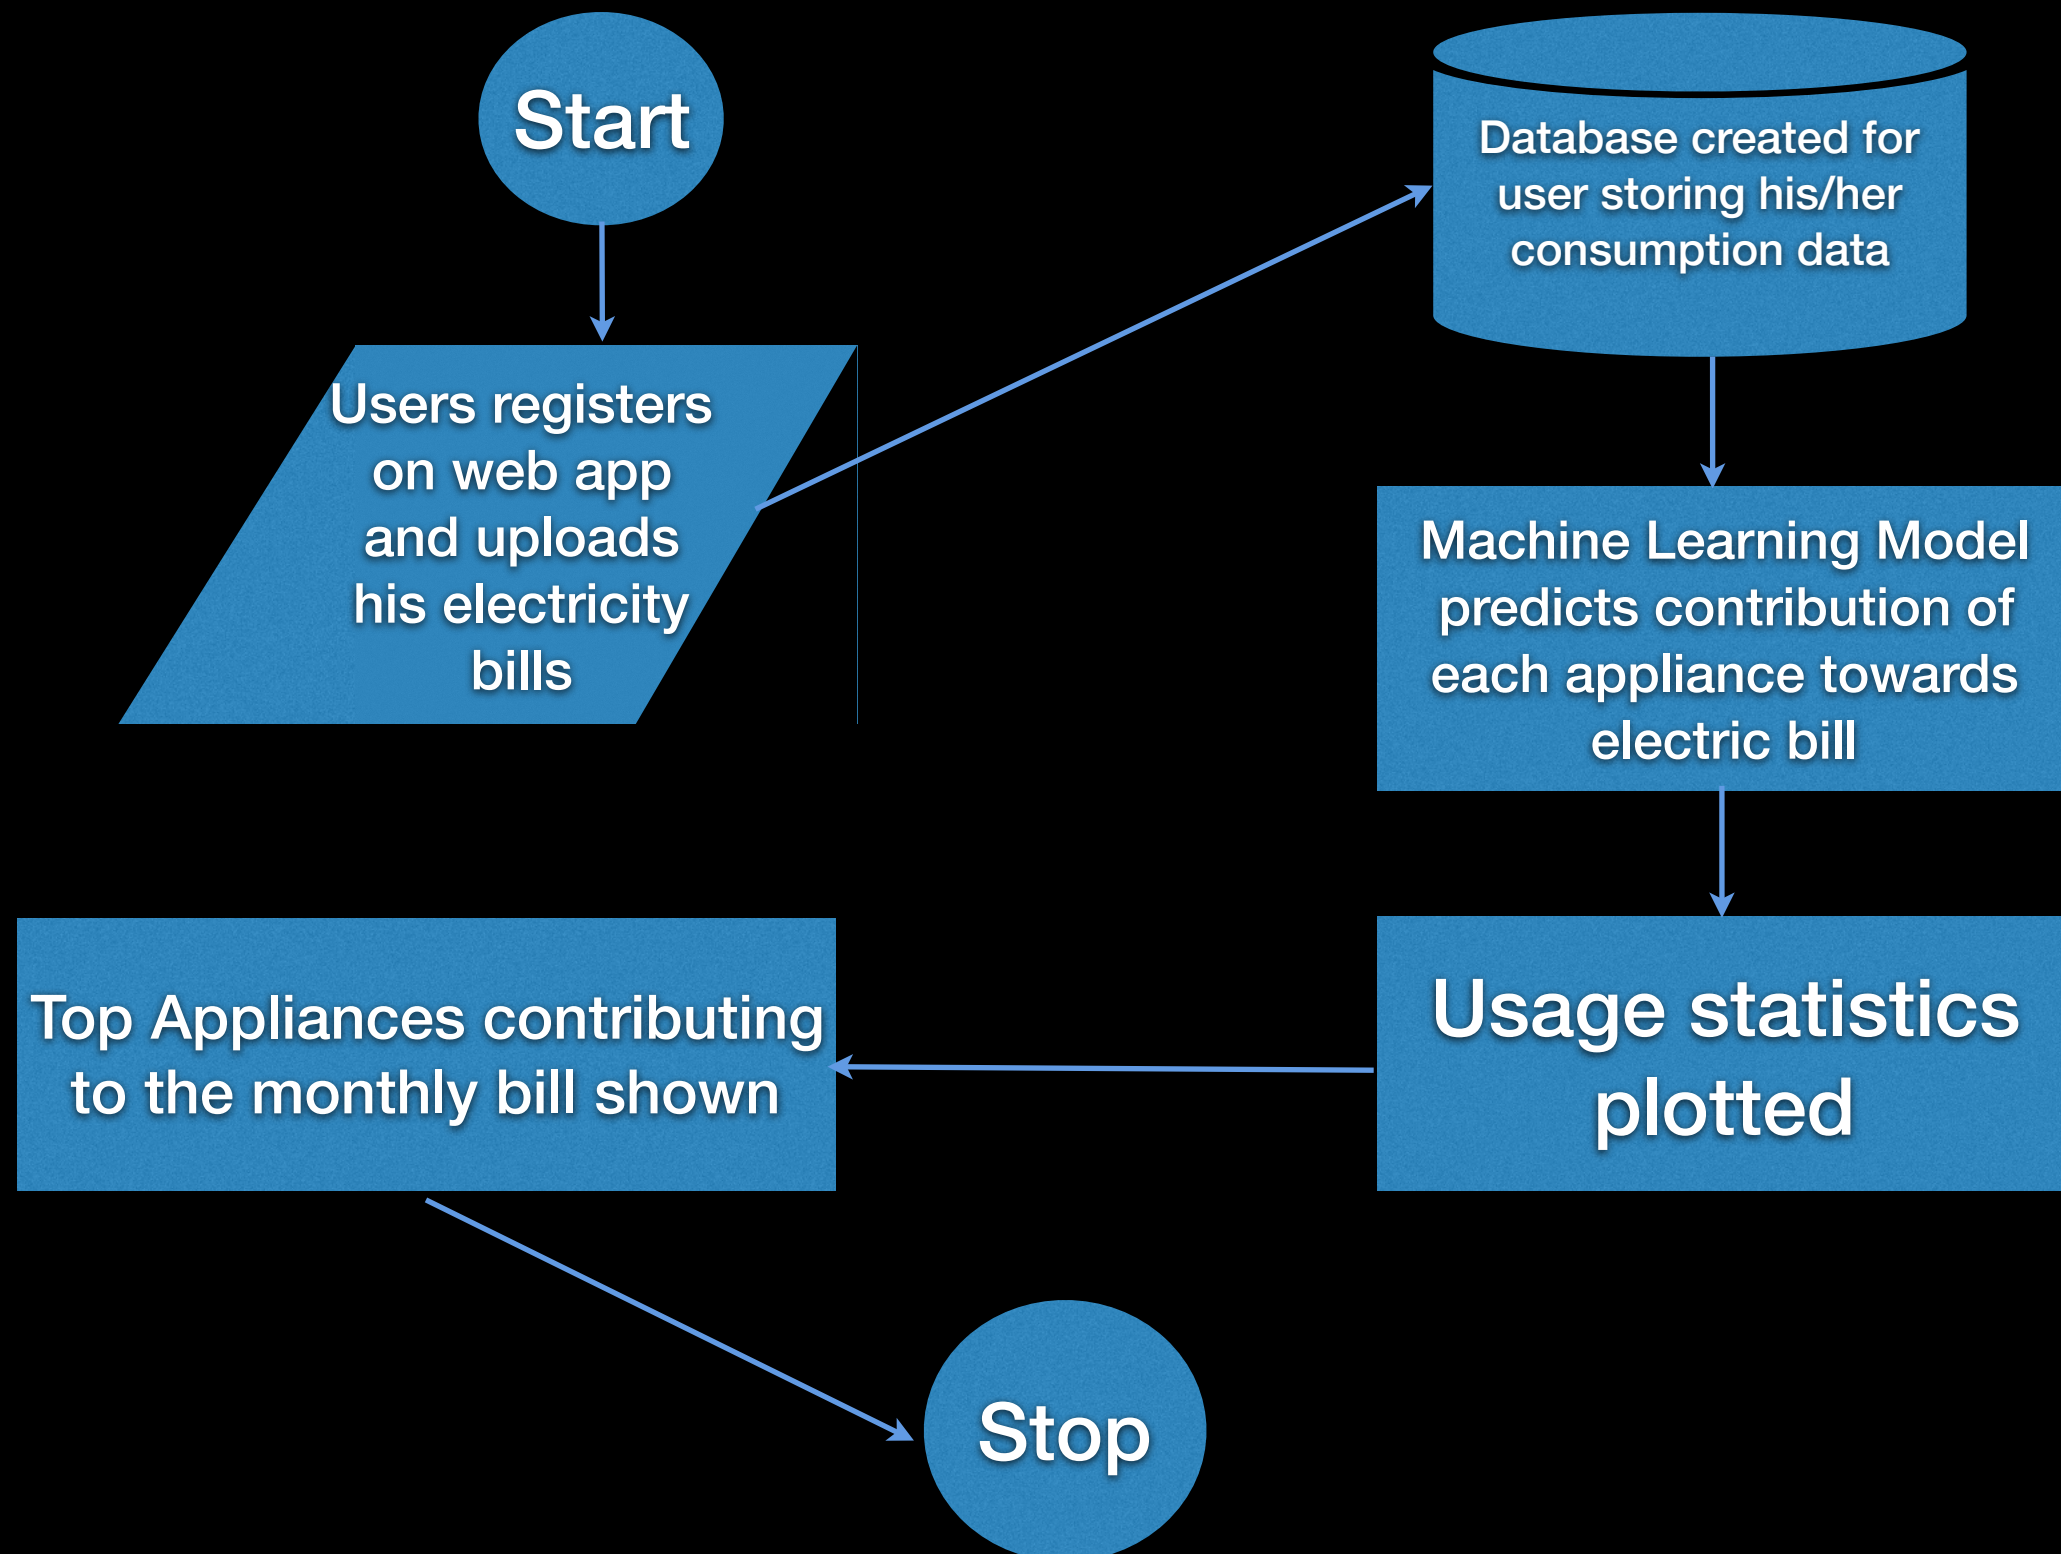 Start
Users registers
on web app
and uploads
his electricity
bills
Database created for
user storing his/her
consumption data
Machine Learning Model
predicts contribution of
each appliance towards
electric bill
Usage statistics
plotted
Top Appliances contributing
to the monthly bill shown
Stop